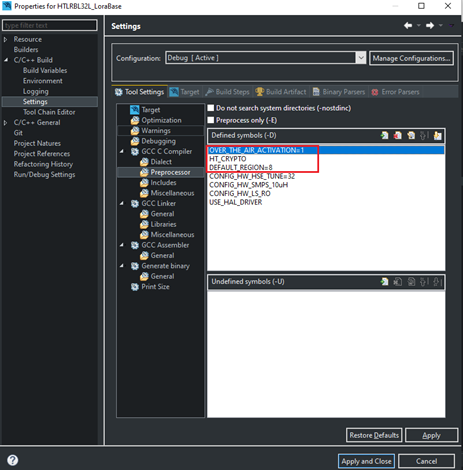 Properties for HTLRBL32L_LoraBase
type filter text
Settings
Resource
Builders
C/C++ Build
Build Variables
Environment
Logging
Settings
Tool Chain Editor
C/C++ General
Git
Project Natures
Project References
Refactoring History
Run/Debug Settings
Configuration:
Debug [ Active ]
Manage Configurations...
Tool Settings
Target
Build Steps
Build Artifact
Binary Parsers
Error Parsers
Target
Optimization
Warnings
Debugging
GCC C Compiler
Dialect
Preprocessor
Includes
Miscellaneous
GCC Linker
General
Libraries
Miscellaneous
GCC Assembler
General
Generate binary
General
Print Size
Do not search system directories (-nostdinc)
Preprocess only (-E)
Defined symbols (-D)
OVER_THE_AIR_ACTIVATION=1
HT_CRYPTO
DEFAULT_REGION=8
CONFIG_HW_HSE_TUNE=32
CONFIG_HW_SMPS_10uH
CONFIG_HW_LS_RO
USE_HAL_DRIVER
Undefined symbols (-U)
Restore Defaults
Apply
?
Apply and Close
Cancel